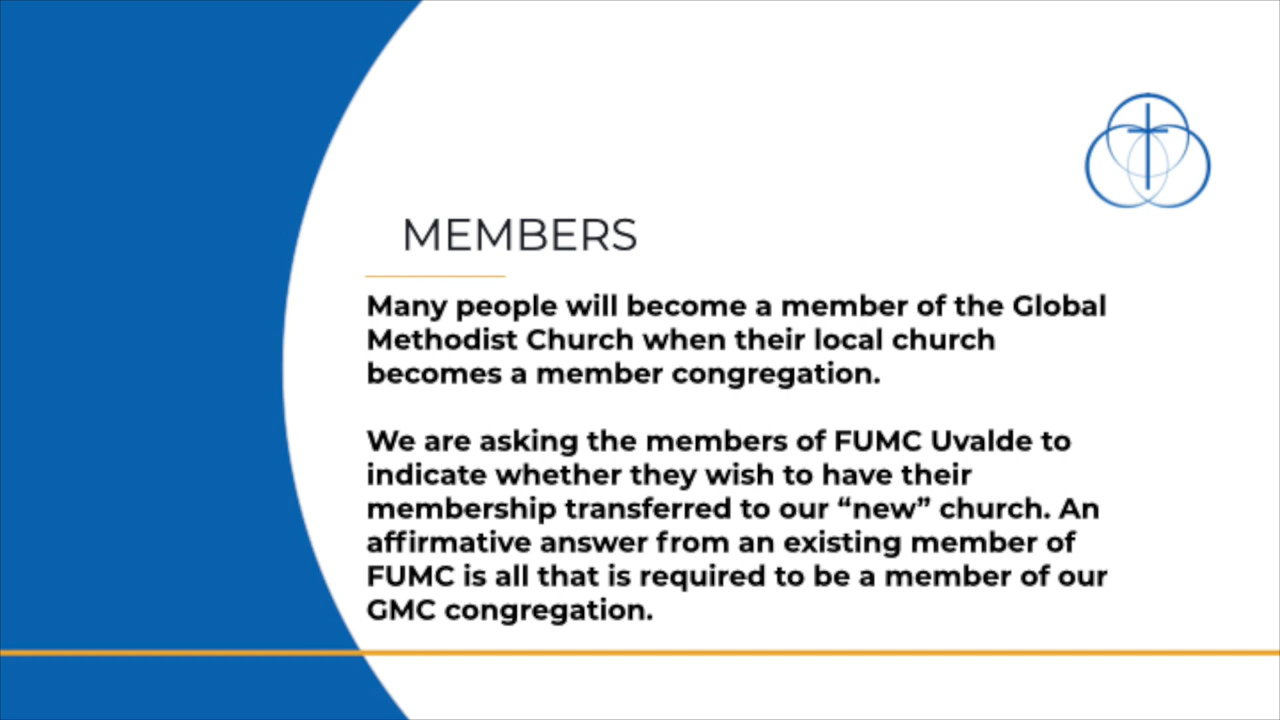 MEMBERS
Many people will become a member of the Global
Methodist Church when their local church
becomes a member congregation.
We are asking the members of FUMC Uvalde to
indicate whether they wish to have their
membership transferred to our “new” church. An
affirmative answer from an existing member of
FUMC is all that is required to be a member of our
GMC congregation.